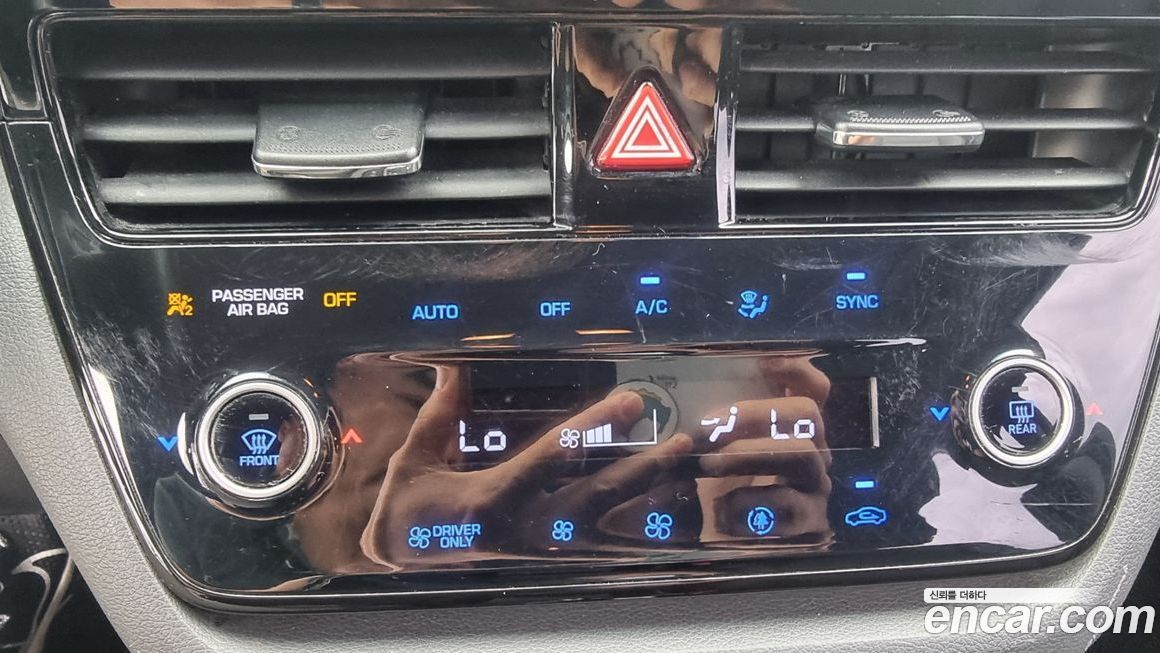 PASSENGER
AIR BAG
OFF
2
AUTO
OFF
A/C
SYNC
FRONT
Lo
Lo
REAR
DRIVER
ONLY
신뢰를 더하다
encar.com